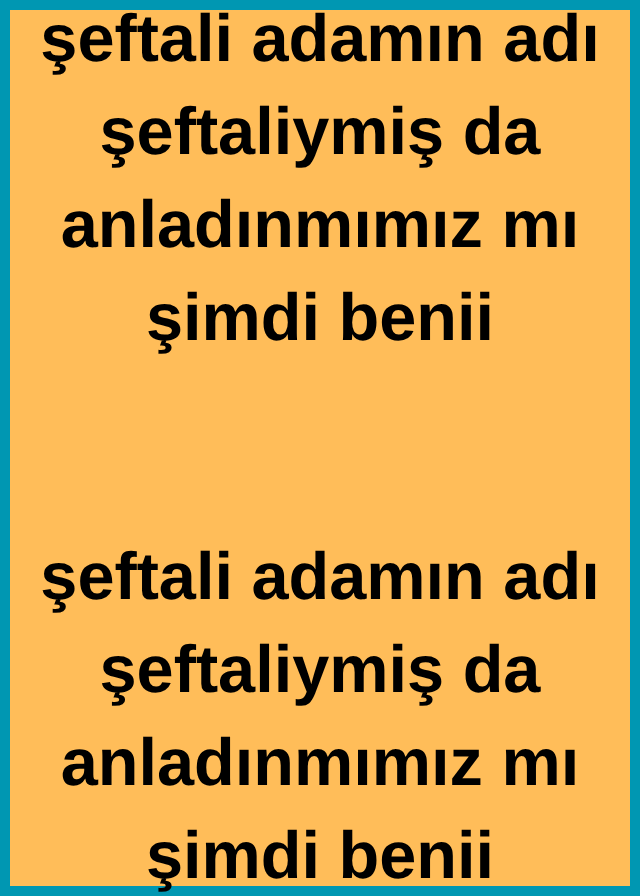 şeftali adamın adı
şeftaliymiş da
anladınmımız mı
şimdi benii
şeftali adamın adı
şeftaliymiş da
anladınmımız mı
şimdi benii